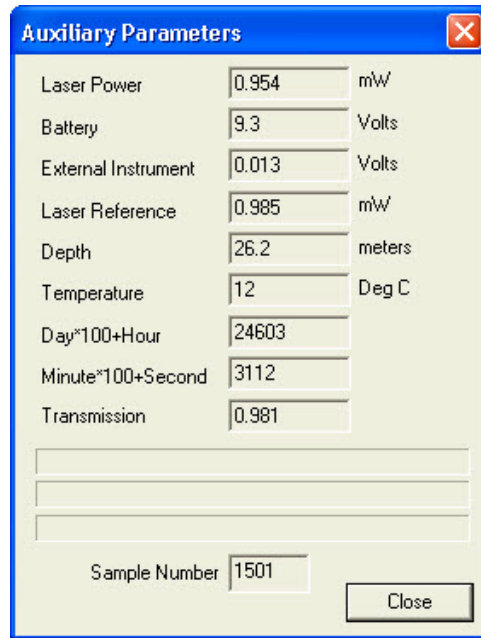 Auxiliary Parameters
Laser Power 0.954 mW
Battery 9.3 Volts
External Instrument 0.013 Volts
Laser Reference 0.985 mW
Depth 26.2 meters
Temperature 12 Deg C
Day*100+Hour 24603
Minute*100+Second 3112
Transmission 0.981
Sample Number 1501
Close